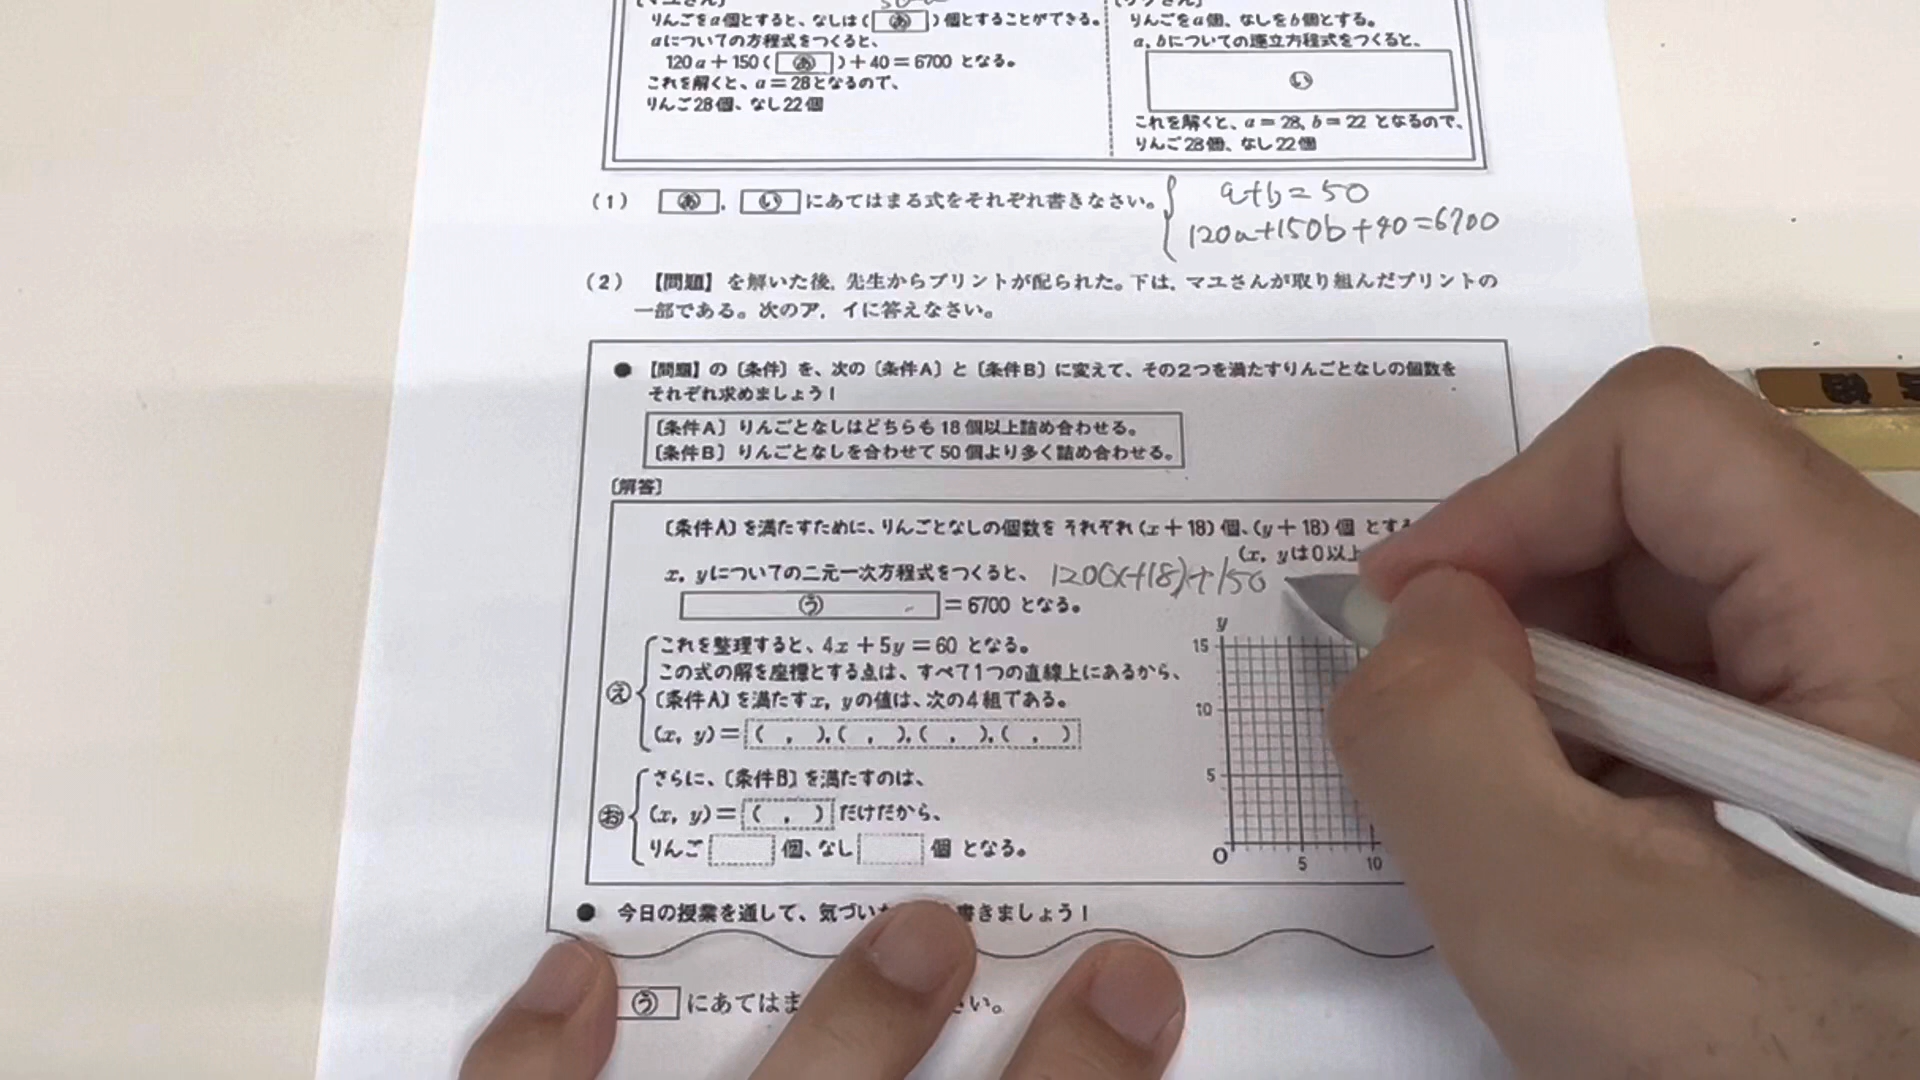 りんごをa個とすると、なしは(　あ　)個とすることができる。
aについての方程式をつくると、
120a+150(　あ　)+40=6700 となる。
これを解くと、a=28となるので、
りんご28個、なし22個
りんごをa個、なしをb個とする。
a, bについての連立方程式をつくると、
い
これを解くと、a=28, b=22 となるので、
りんご28個、なし22個
(1) あ, い にあてはまる式をそれぞれ書きなさい。
a+b=50
120a+150b+40=6700
(2) 【問題】を解いた後, 先生からプリントが配られた。下は, マユさんが取り組んだプリントの
一部である。次のア, イに答えなさい。
● 【問題】の〔条件〕を、次の〔条件A〕と〔条件B〕に変えて、その2つを満たすりんごとなしの個数を
それぞれ求めましょう！
〔条件A〕りんごとなしはどちらも18個以上詰め合わせる。
〔条件B〕りんごとなしを合わせて50個より多く詰め合わせる。
〔解答〕
〔条件A〕を満たすために、りんごとなしの個数を それぞれ(x+18)個、(y+18)個 とする
(x, yは0以上
x, yについての二元一次方程式をつくると、 120(x+18)+150
う =6700 となる。
え
これを整理すると、4x+5y=60 となる。
この式の解を座標とする点は、すべて1つの直線上にあるから、
〔条件A〕を満たすx, yの値は、次の4組である。
(x, y)=( , ),( , ),( , ),( , )
お
さらに、〔条件B〕を満たすのは、
(x, y)=( , )だけだから、
りんご　個、なし　個 となる。
y
15
10
5
O 5 10
● 今日の授業を通して、気づいた 書きましょう！
う にあてはま さい。